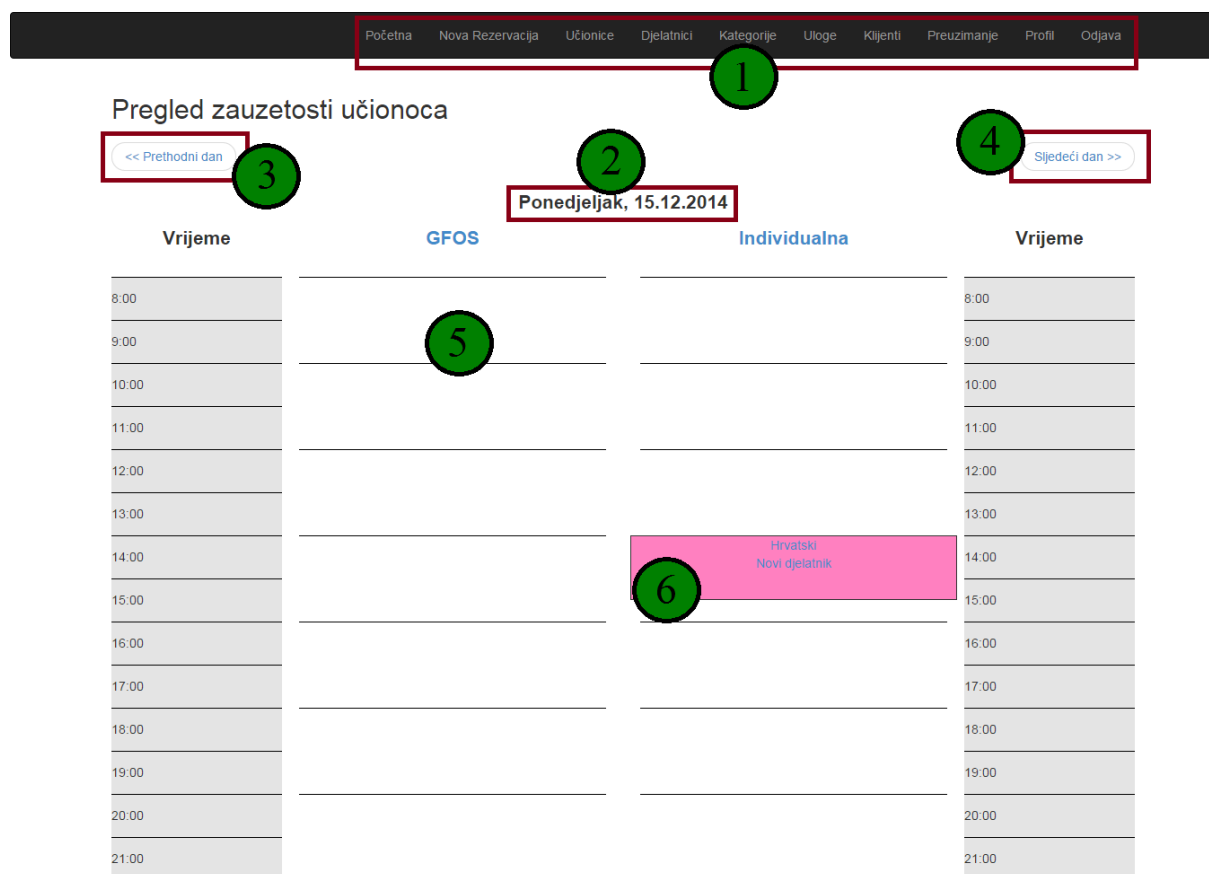 Početna Nova Rezervacija Učionice Djelatnici Kategorije Uloge Klijenti Preuzimanje Profil Odjava
1
Pregled zauzetosti učionoca
<< Prethodni dan
3
2
4
Sljedeći dan >>
Ponedjeljak, 15.12.2014
Vrijeme GFOS Individualna Vrijeme
8:00 8:00
9:00 5 9:00
10:00 10:00
11:00 11:00
12:00 12:00
13:00 13:00
Hrvatski
14:00 Novi djelatnik 14:00
6
15:00 15:00
16:00 16:00
17:00 17:00
18:00 18:00
19:00 19:00
20:00 20:00
21:00 21:00